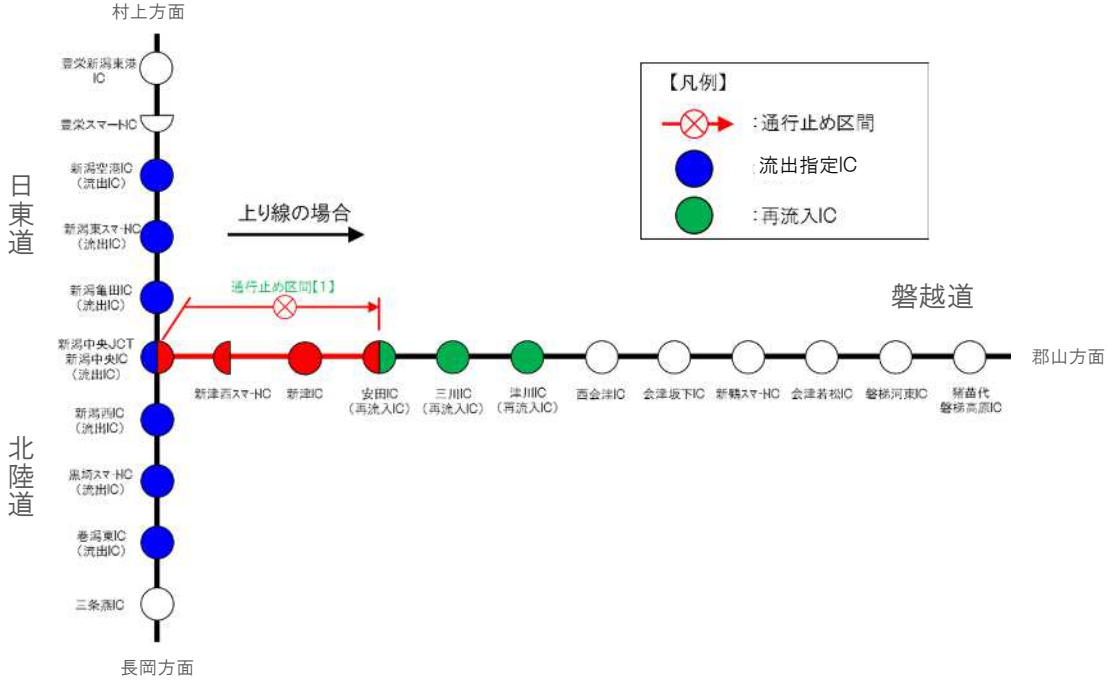 村上方面
豊栄新潟東港
IC
豊栄スマートIC
新潟空港IC
(流出IC)
新潟東スマートIC
(流出IC)
新潟亀田IC
(流出IC)
新潟中央JCT
新潟中央IC
(流出IC)
新潟西IC
(流出IC)
黒埼スマートIC
(流出IC)
巻潟東IC
(流出IC)
三条燕IC
長岡方面
日東道
北陸道
上り線の場合
通行止め区間【1】
【凡例】
:通行止め区間
:流出指定IC
:再流入IC
磐越道
新津西スマートIC
新津IC
安田IC
(再流入IC)
三川IC
(再流入IC)
津川IC
(再流入IC)
西会津IC
会津坂下IC
新鶴スマートIC
会津若松IC
磐梯河東IC
猪苗代
磐梯高原IC
郡山方面